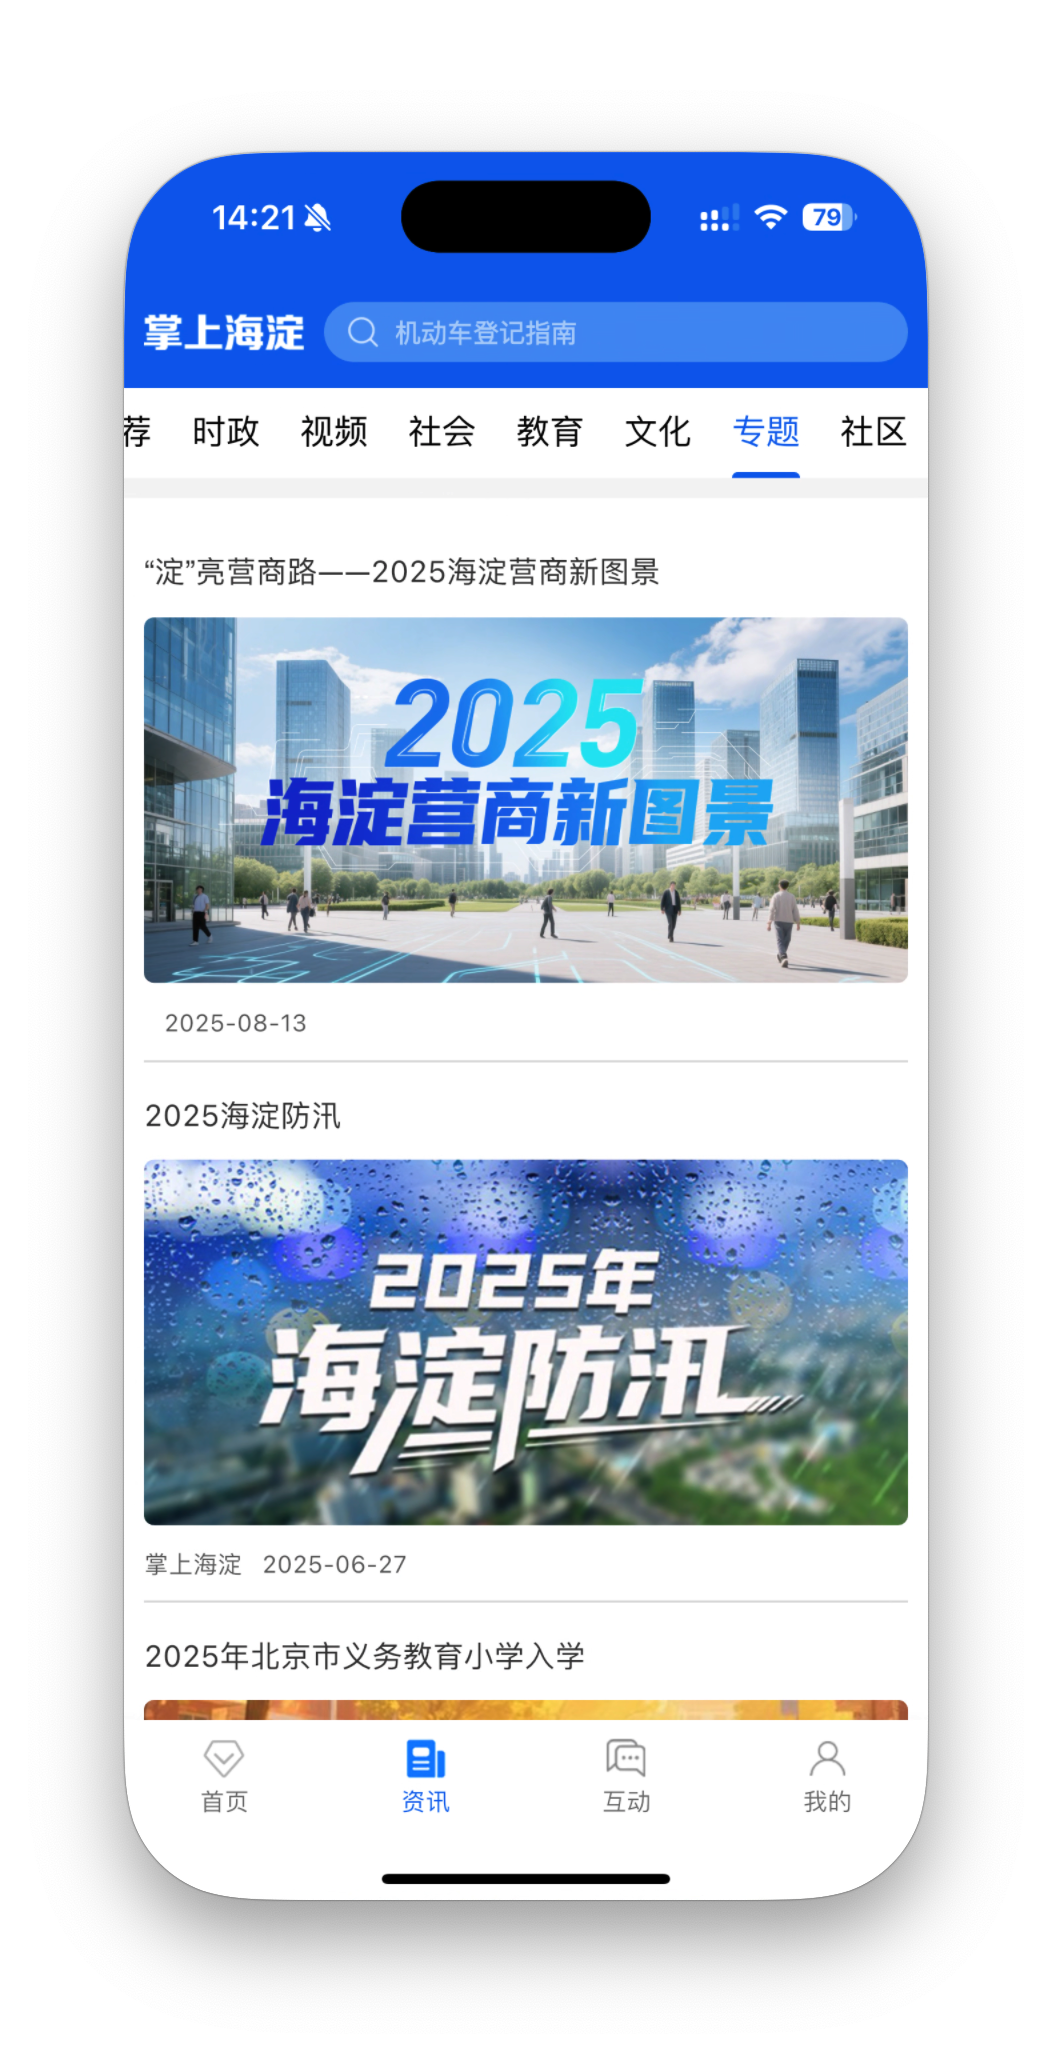 14:21
79
掌上海淀
机动车登记指南
荐 时政 视频 社会 教育 文化 专题 社区
“淀”亮营商路——2025海淀营商新图景
2025
海淀营商新图景
2025-08-13
2025海淀防汛
2025年
海淀防汛
掌上海淀 2025-06-27
2025年北京市义务教育小学入学
首页 资讯 互动 我的